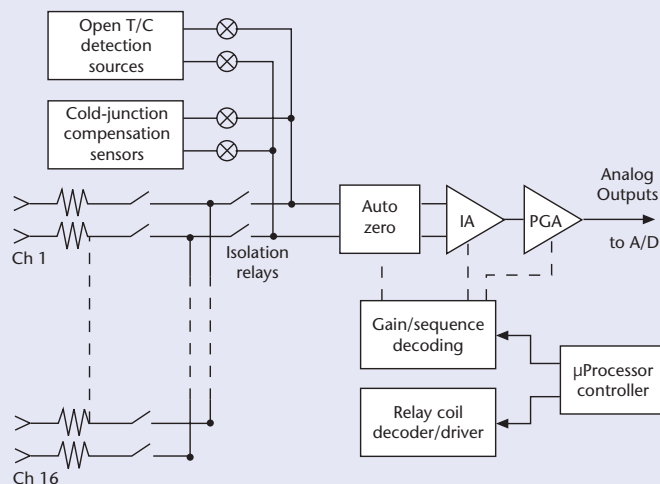 Open T/C
detection
sources
Cold-junction
compensation
sensors
Ch 1
Isolation
relays
Auto
zero
IA
PGA
Analog
Outputs
to A/D
Gain/sequence
decoding
µProcessor
controller
Relay coil
decoder/driver
Ch 16